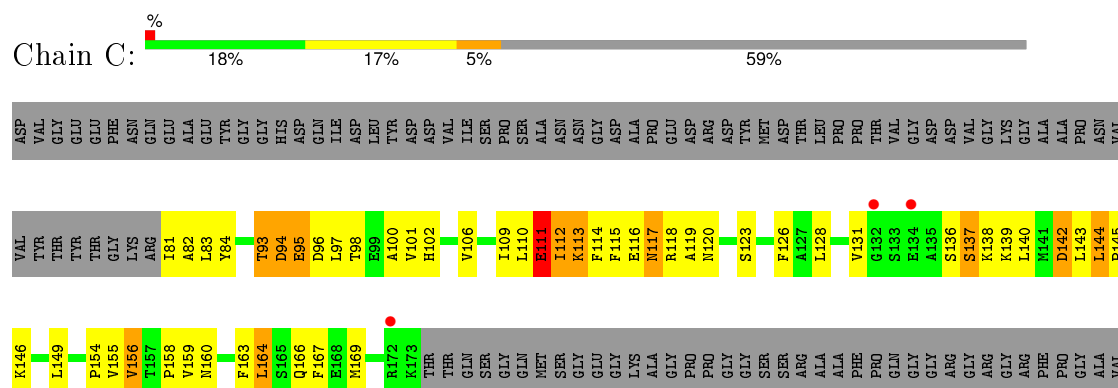 %
Chain C:
18% 17% 5% 59%
ASP VAL GLY GLU GLU PHE ASN GLN GLU ALA GLU TYR GLY GLY HIS ASP GLN ILE ASP LEU TYR ASP ASP VAL ILE SER PRO SER ALA ASN ASN GLY ASP ALA PRO GLU ASP ARG ASP TYR MET ASP THR LEU PRO PRO THR VAL GLY ASP ASP VAL GLY LYS GLY ALA ALA PRO ASN VAL
VAL TYR THR TYR THR GLY LYS ARG I81 A82 L83 Y84 T93 D94 E95 D96 L97 T98 E99 A100 V101 H102 V106 I109 L110 E111 I112 K113 F114 F115 E116 N117 R118 A119 N120 S123 F126 A127 L128 V131 G132 S133 E134 A135 S136 S137 K138 K139 L140 M141 D142 L143 L144 P145
K146 L149 P154 V155 V156 T157 P158 V159 N160 F163 L164 S165 Q166 F167 E168 M169 R172 K173 THR THR GLN SER GLY GLN MET SER GLY GLU GLY LYS ALA GLY PRO PRO GLY GLY SER SER ARG ALA ALA PHE PRO GLN GLY GLY ARG GLY ARG GLY ARG PHE PRO GLY ALA